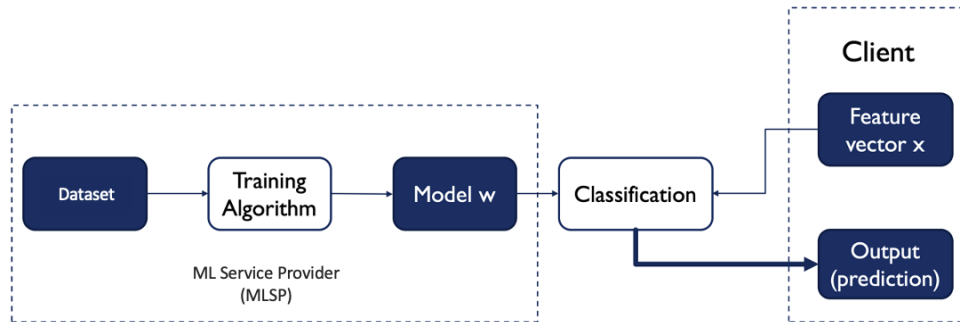 Client
Feature
vector x
Dataset
Training
Algorithm
Model w
Classification
ML Service Provider
(MLSP)
Output
(prediction)